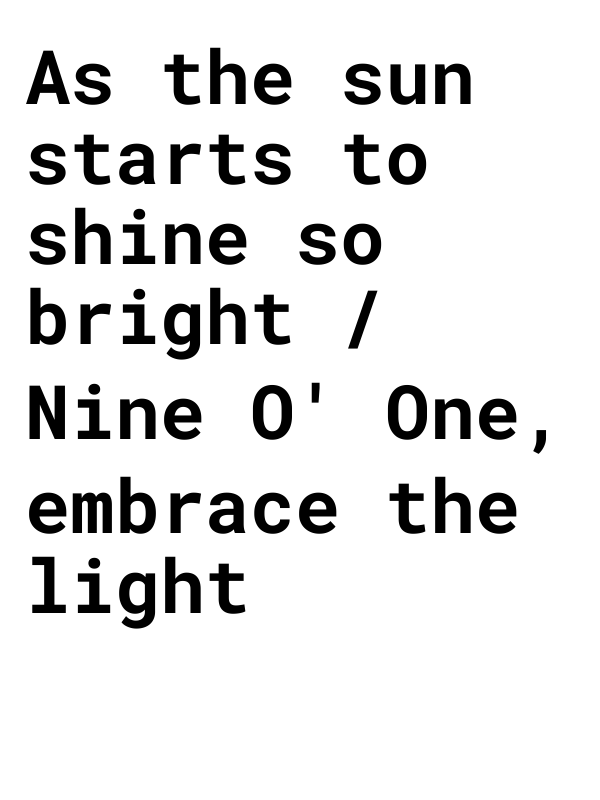 As the sun
starts to
shine so
bright /
Nine O' One,
embrace the
light